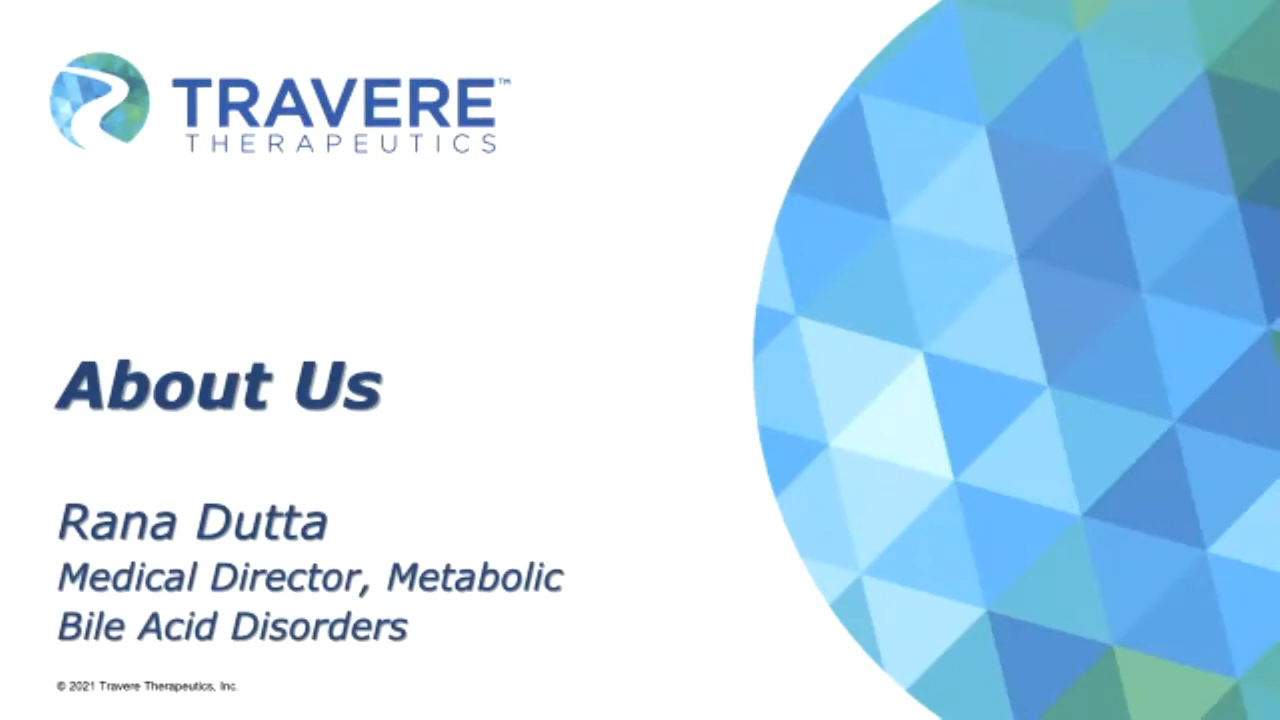 TRAVERE™
THERAPEUTICS
About Us
Rana Dutta
Medical Director, Metabolic
Bile Acid Disorders
© 2021 Travere Therapeutics, Inc.